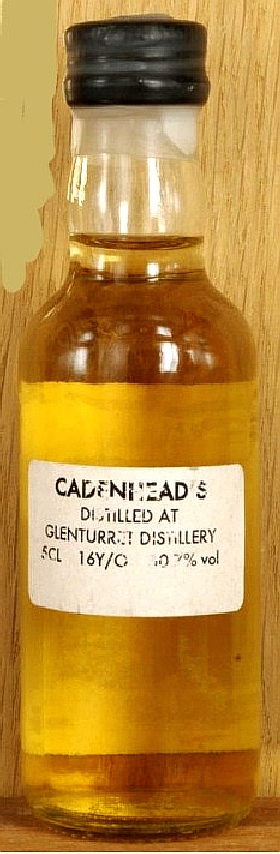 CADENHEAD'S
DISTILLED AT
GLENTURRET DISTILLERY
5CL 16Y/O % vol